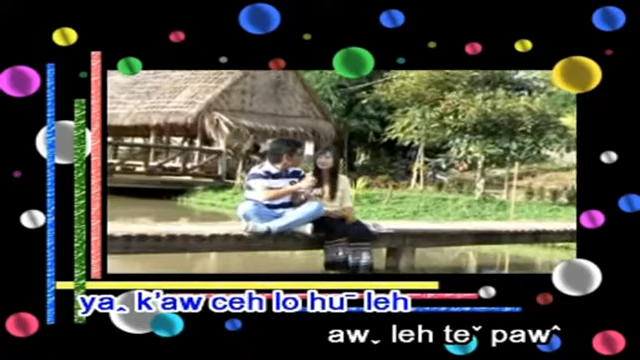 ya ꞈ k'aw ceh lo hu ¯ leh
aw ˬ leh te ˇ paw ˆ